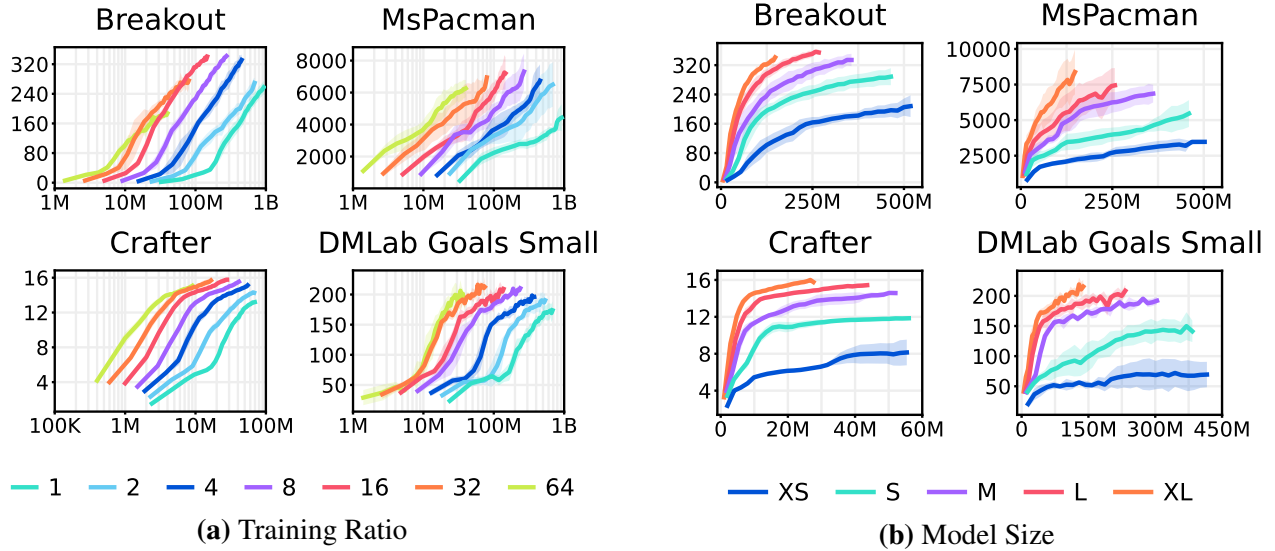 Breakout
MsPacman
320
240
160
80
0
1M 10M 100M 1B
8000
6000
4000
2000
1M 10M 100M 1B
Crafter
DMLab Goals Small
16
12
8
4
100K 1M 10M 100M
200
150
100
50
1M 10M 100M 1B
1 2 4 8 16 32 64
(a) Training Ratio
Breakout
MsPacman
320
240
160
80
0
0 250M 500M
10000
7500
5000
2500
0 250M 500M
Crafter
DMLab Goals Small
16
12
8
4
0 20M 40M 60M
200
150
100
50
0 150M 300M 450M
XS S M L XL
(b) Model Size